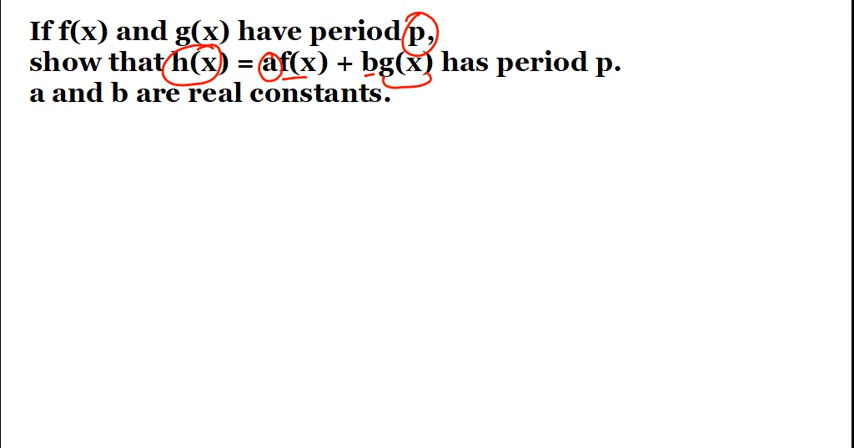 If f(x) and g(x) have period p,
show that h(x) = af(x) + bg(x) has period p.
a and b are real constants.